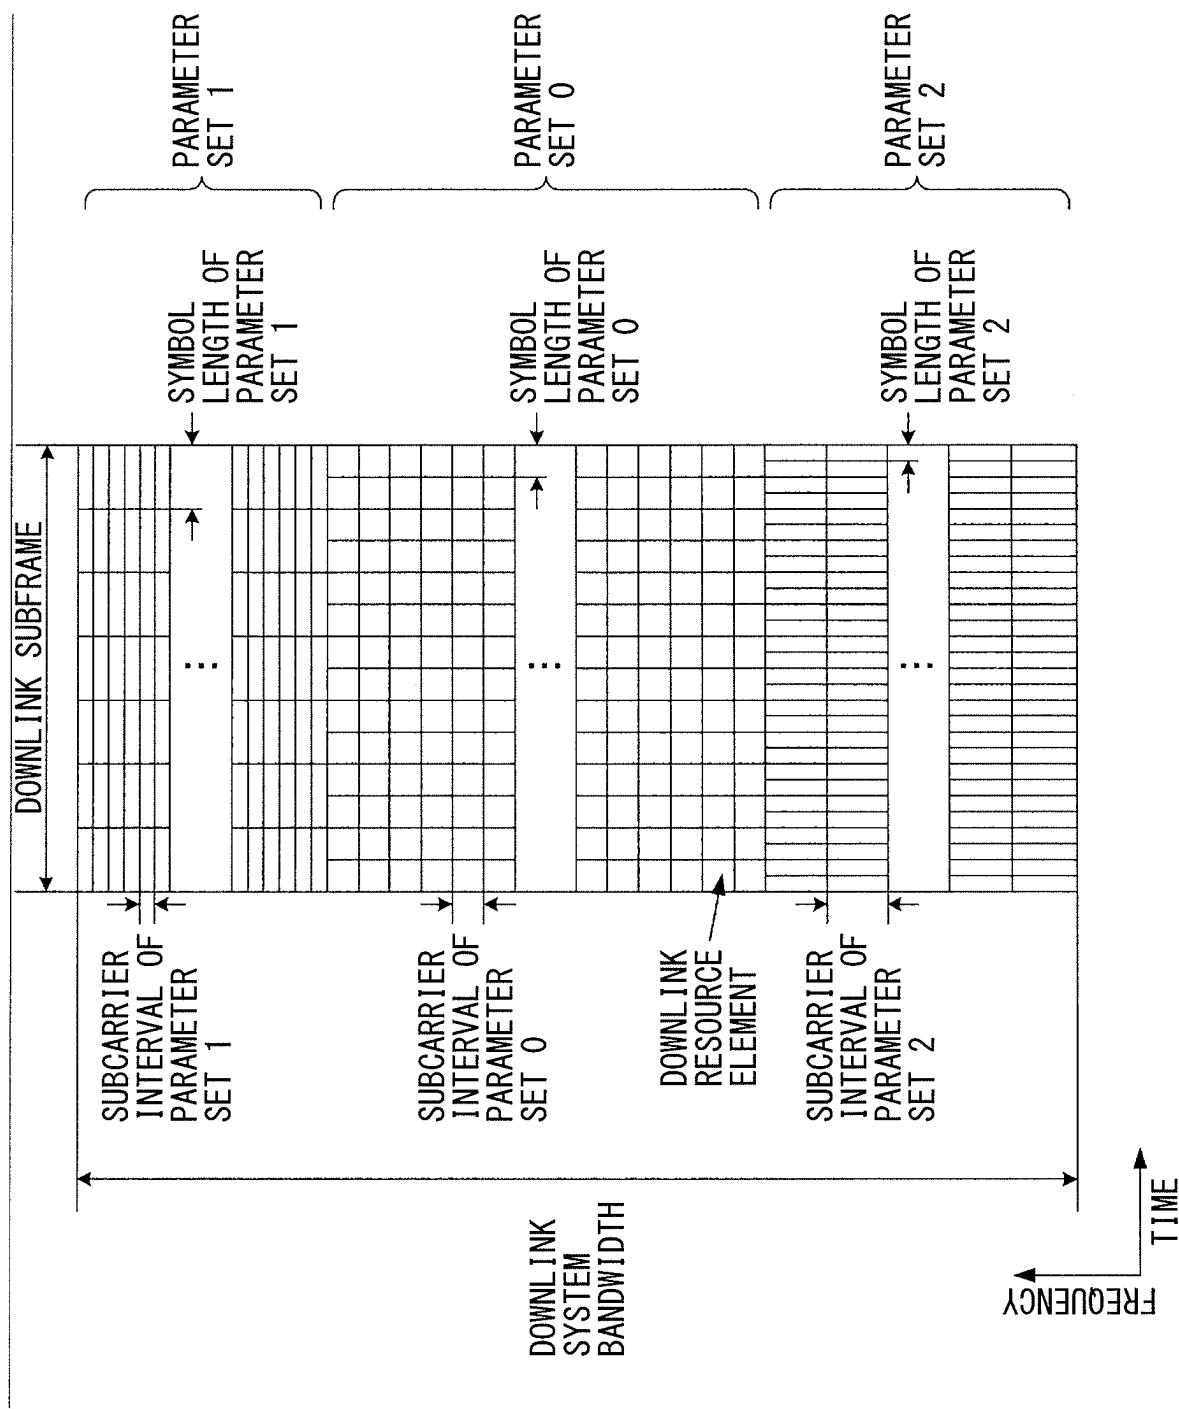 DOWNLINK SUBFRAME
SUBCARRIER
INTERVAL OF
PARAMETER
SET 1
SYMBOL
LENGTH OF
PARAMETER
SET 1
PARAMETER
SET 1
SUBCARRIER
INTERVAL OF
PARAMETER
SET 0
SYMBOL
LENGTH OF
PARAMETER
SET 0
PARAMETER
SET 0
DOWNLINK
RESOURCE
ELEMENT
SUBCARRIER
INTERVAL OF
PARAMETER
SET 2
SYMBOL
LENGTH OF
PARAMETER
SET 2
PARAMETER
SET 2
DOWNLINK
SYSTEM
BANDWIDTH
FREQUENCY
TIME
...
...
...